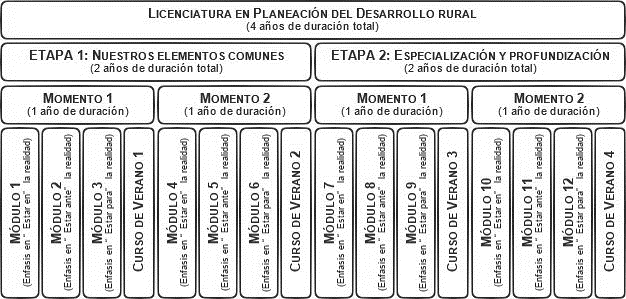 LICENCIATURA EN PLANEACIÓN DEL DESARROLLO RURAL
(4 años de duración total)
ETAPA 1: NUESTROS ELEMENTOS COMUNES
(2 años de duración total)
ETAPA 2: ESPECIALIZACIÓN Y PROFUNDIZACIÓN
(2 años de duración total)
MOMENTO 1
(1 año de duración)
MOMENTO 2
(1 año de duración)
MOMENTO 1
(1 año de duración)
MOMENTO 2
(1 año de duración)
MÓDULO 1
(Énfasis en “ Estar en” la realidad)
MÓDULO 2
(Énfasis en “ Estar ante” la realidad)
MÓDULO 3
(Énfasis en “ Estar para” la realidad)
CURSO DE VERANO 1
MÓDULO 4
(Énfasis en “ Estar en” la realidad)
MÓDULO 5
(Énfasis en “ Estar ante” la realidad)
MÓDULO 6
(Énfasis en “ Estar para” la realidad)
CURSO DE VERANO 2
MÓDULO 7
(Énfasis en “ Estar en” la realidad)
MÓDULO 8
(Énfasis en “ Estar ante” la realidad)
MÓDULO 9
(Énfasis en “ Estar para” la realidad)
CURSO DE VERANO 3
MÓDULO 10
(Énfasis en “ Estar en” la realidad)
MÓDULO 11
(Énfasis en “ Estar ante” la realidad)
MÓDULO 12
(Énfasis en “ Estar para” la realidad)
CURSO DE VERANO 4